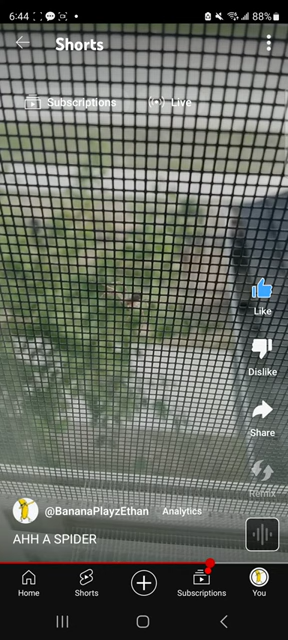 6:44
88%
Shorts
Subscriptions
Live
Like
Dislike
Share
Remix
@BananaPlayzEthan
Analytics
AHH A SPIDER
Home
Shorts
Subscriptions
You